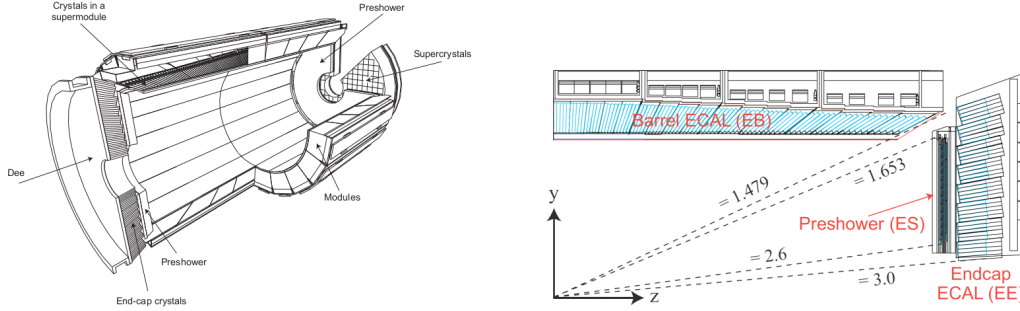 Crystals in a
supermodule
Preshower
Supercrystals
Dee
Modules
Preshower
End-cap crystals
Barrel ECAL (EB)
= 1.479
= 1.653
y
Preshower (ES)
= 2.6
= 3.0
z
Endcap
ECAL (EE)